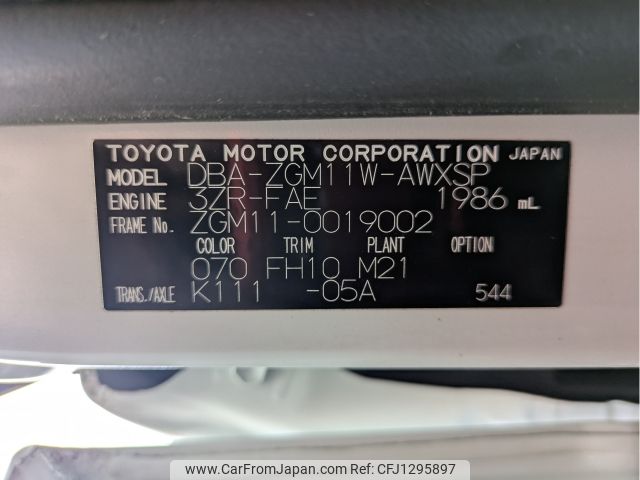 TOYOTA MOTOR CORPORATION JAPAN
MODEL DBA-ZGM11W-AWXSP
ENGINE 3ZR-FAE 1986 mL
FRAME No. ZGM11-0019002
COLOR TRIM PLANT OPTION
070 FH10 M21
TRANS./AXLE K111 -05A 544
www.CarFromJapan.com | CFJ1295897